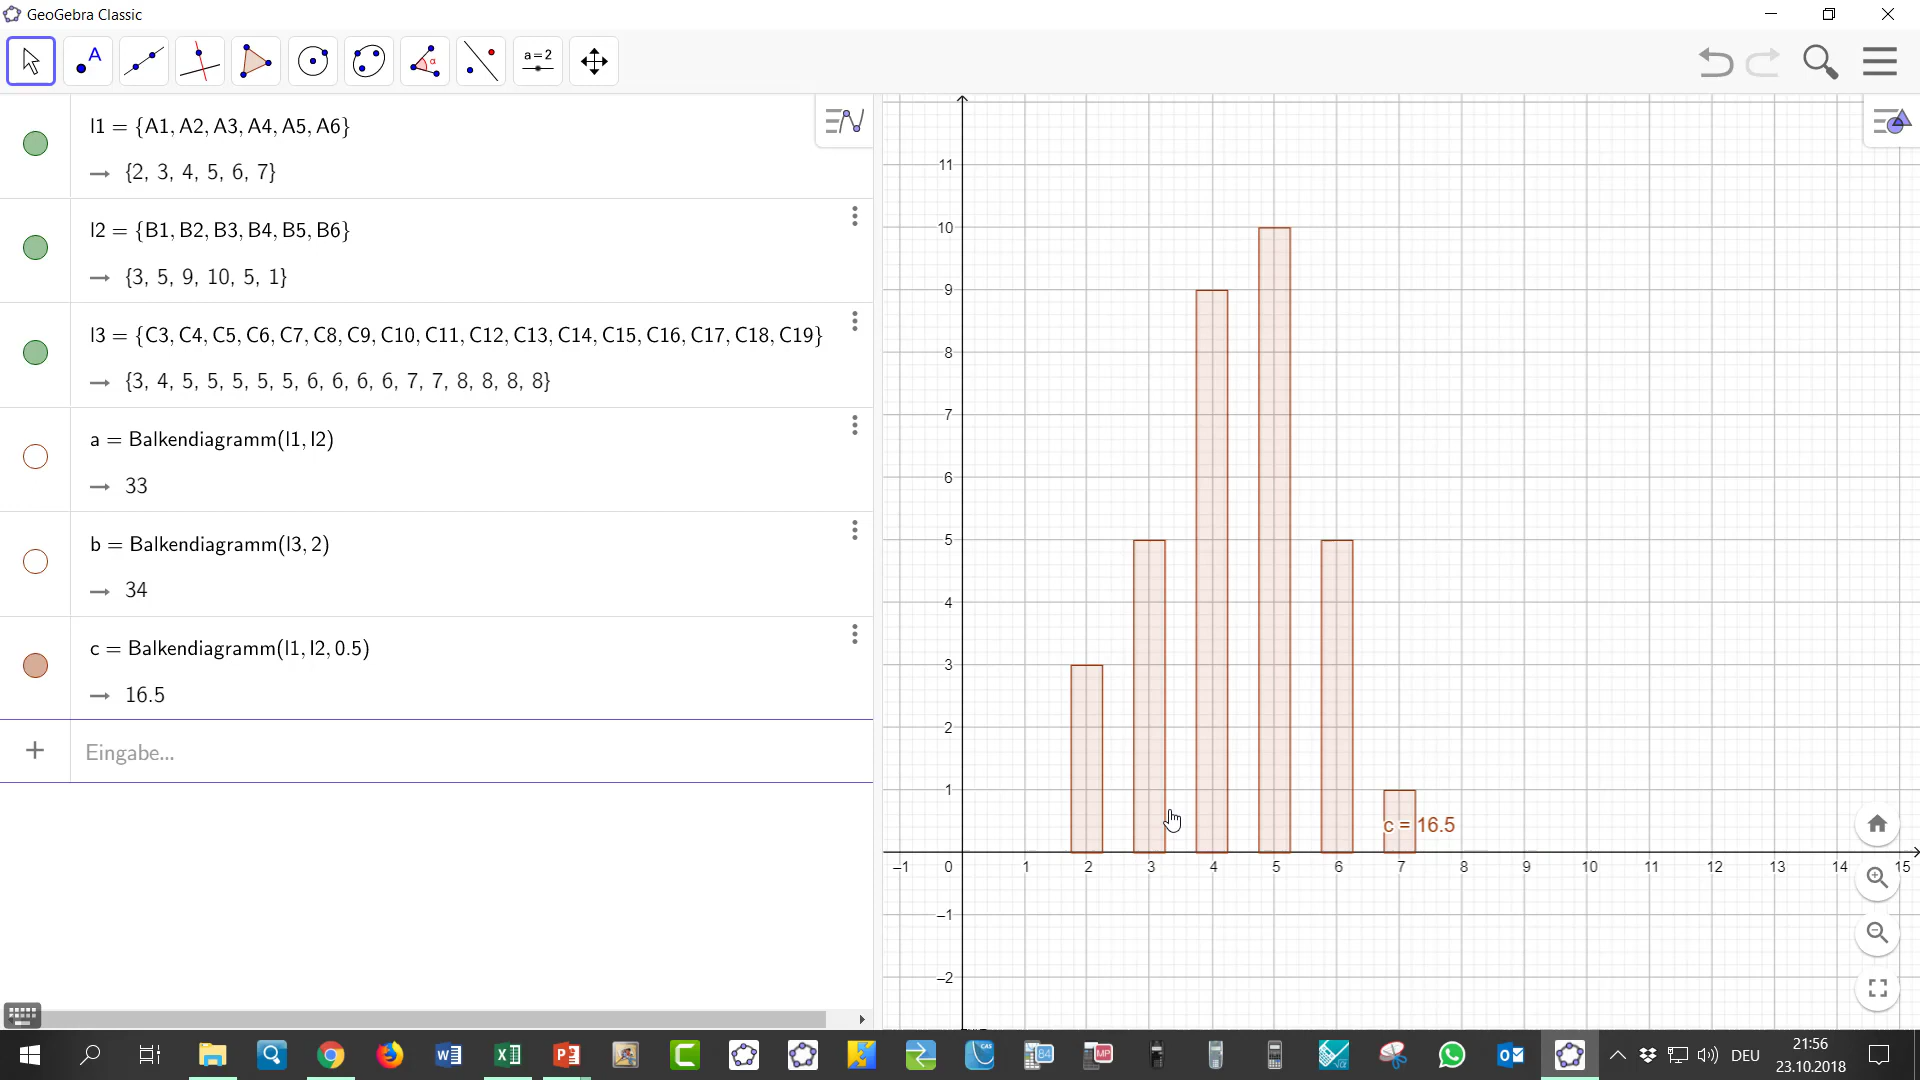 GeoGebra Classic
A
α
a=2
l1 = {A1, A2, A3, A4, A5, A6}
→ {2, 3, 4, 5, 6, 7}
l2 = {B1, B2, B3, B4, B5, B6}
→ {3, 5, 9, 10, 5, 1}
l3 = {C3, C4, C5, C6, C7, C8, C9, C10, C11, C12, C13, C14, C15, C16, C17, C18, C19}
→ {3, 4, 5, 5, 5, 5, 5, 6, 6, 6, 6, 7, 7, 8, 8, 8, 8}
a = Balkendiagramm(l1, l2)
→ 33
b = Balkendiagramm(l3, 2)
→ 34
c = Balkendiagramm(l1, l2, 0.5)
→ 16.5
Eingabe...
11
10
9
8
7
6
5
4
3
2
1
c = 16.5
−1 0 1 2 3 4 5 6 7 8 9 10 11 12 13 14 15
−1
−2
DEU
21:56
23.10.2018